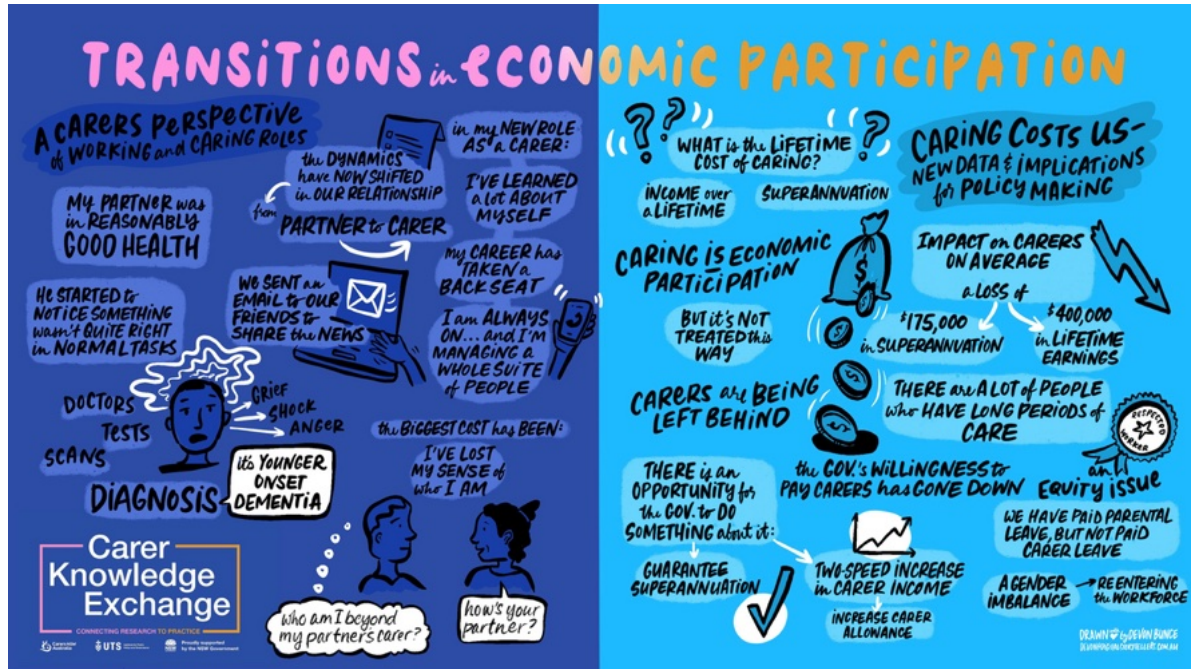 TRANSITIONS in ECONOMIC PARTICIPATION
A CARERS PERSPECTIVE
of WORKING and CARING ROLES
MY PARTNER was
in REASONABLY
GOOD HEALTH
HE STARTED to
NOTICE SOMETHING
wasn't QUITE RIGHT
in NORMAL TASKS
DOCTORS
TESTS
SCANS
GRIEF
SHOCK
ANGER
DIAGNOSIS
it's YOUNGER
ONSET
DEMENTIA
the DYNAMICS
have NOW SHIFTED
in OUR RELATIONSHIP
from
PARTNER to CARER
WE SENT an
EMAIL to OUR
FRIENDS to
SHARE the NEWS
in my NEW ROLE
AS a CARER:
I'VE LEARNED
a lot ABOUT
MYSELF
my CAREER has
TAKEN a
BACK SEAT
I am ALWAYS
ON... and I'M
MANAGING a
WHOLE SUITE
of PEOPLE
the BIGGEST COST has BEEN:
I'VE LOST
MY SENSE of
who I AM
who am I beyond
my partners carer?
how's your
partner?
Carer
Knowledge
Exchange
CONNECTING RESEARCH TO PRACTICE
UTS
Proudly supported
by the NSW Government
? ? ?
WHAT is the LIFETIME
COST of CARING?
INCOME over
a LIFETIME
SUPERANNUATION
CARING COSTS US-
NEW DATA & IMPLICATIONS
for POLICY MAKING
CARING IS ECONOMIC
PARTICIPATION
BUT it's NOT
TREATED this
WAY
$
IMPACT on CARERS
ON AVERAGE
a LOSS of
$175,000
in SUPERANNUATION
$400,000
in LIFETIME
EARNINGS
CARERS are BEING
LEFT BEHIND
THERE are A LOT of PEOPLE
who HAVE LONG PERIODS of
CARE
RESPECTED
WORKER
THERE is an
OPPORTUNITY for
the GOV. to DO
SOMETHING about it:
GUARANTEE
SUPERANNUATION
TWO-SPEED INCREASE
in CARER INCOME
INCREASE CARER
ALLOWANCE
the GOV.'s WILLINGNESS to
PAY CARERS has GONE DOWN
an
EQUITY issue
WE HAVE PAID PARENTAL
LEAVE, BUT NOT PAID
CARER LEAVE
A GENDER
IMBALANCE
RE ENTERING
the WORKFORCE
DRAWN by DEVON BUNCE